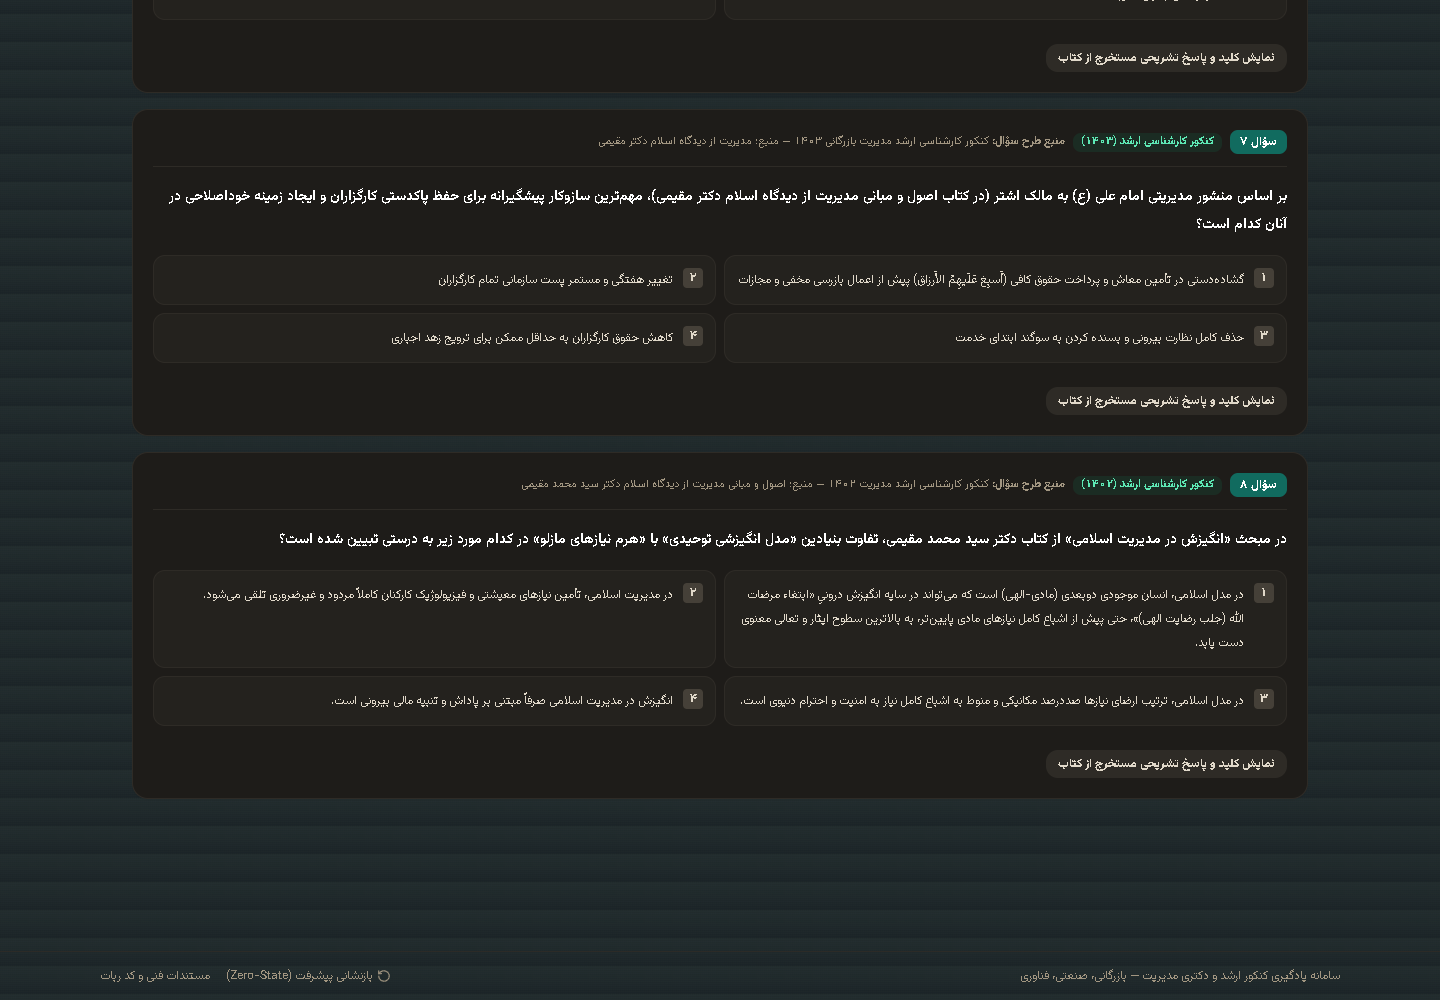 نمایش کلید و پاسخ تشریحی مستخرج از کتاب
سؤال ۷
کنکور کارشناسی ارشد (۱۴۰۳)
منبع طرح سؤال: کنکور کارشناسی ارشد مدیریت بازرگانی ۱۴۰۳ — منبع: مدیریت از دیدگاه اسلام دکتر مقیمی
بر اساس منشور مدیریتی امام علی (ع) به مالک اشتر (در کتاب اصول و مبانی مدیریت از دیدگاه اسلام دکتر مقیمی)، مهم‌ترین سازوکار پیشگیرانه برای حفظ پاکدستی کارگزاران و ایجاد زمینه خوداصلاحی در
آنان کدام است؟
۱ گشاده‌دستی در تأمین معاش و پرداخت حقوق کافی (أَسبِغ عَلَیهِمُ الأَرزاق) پیش از اعمال بازرسی مخفی و مجازات
۲ تغییر هفتگی و مستمر پست سازمانی تمام کارگزاران
۳ حذف کامل نظارت بیرونی و بسنده کردن به سوگند ابتدای خدمت
۴ کاهش حقوق کارگزاران به حداقل ممکن برای ترویج زهد اجباری
نمایش کلید و پاسخ تشریحی مستخرج از کتاب
سؤال ۸
کنکور کارشناسی ارشد (۱۴۰۲)
منبع طرح سؤال: کنکور کارشناسی ارشد مدیریت ۱۴۰۲ — منبع: اصول و مبانی مدیریت از دیدگاه اسلام دکتر سید محمد مقیمی
در مبحث «انگیزش در مدیریت اسلامی» از کتاب دکتر سید محمد مقیمی، تفاوت بنیادین «مدل انگیزشی توحیدی» با «هرم نیازهای مازلو» در کدام مورد زیر به درستی تبیین شده است؟
۱ در مدل اسلامی، انسان موجودی دوبعدی (مادی-الهی) است که می‌تواند در سایه انگیزش درونیِ «ابتغاء مرضات
الله (جلب رضایت الهی)»، حتی پیش از اشباع کامل نیازهای مادی پایین‌تر، به بالاترین سطوح ایثار و تعالی معنوی
دست یابد.
۲ در مدیریت اسلامی، تأمین نیازهای معیشتی و فیزیولوژیک کارکنان کاملاً مردود و غیرضروری تلقی می‌شود.
۳ در مدل اسلامی، ترتیب ارضای نیازها صددرصد مکانیکی و منوط به اشباع کامل نیاز به امنیت و احترام دنیوی است.
۴ انگیزش در مدیریت اسلامی صرفاً مبتنی بر پاداش و تنبیه مالی بیرونی است.
نمایش کلید و پاسخ تشریحی مستخرج از کتاب
سامانه یادگیری کنکور ارشد و دکتری مدیریت — بازرگانی، صنعتی، فناوری
بازنشانی پیشرفت (Zero-State)
مستندات فنی و کد ربات